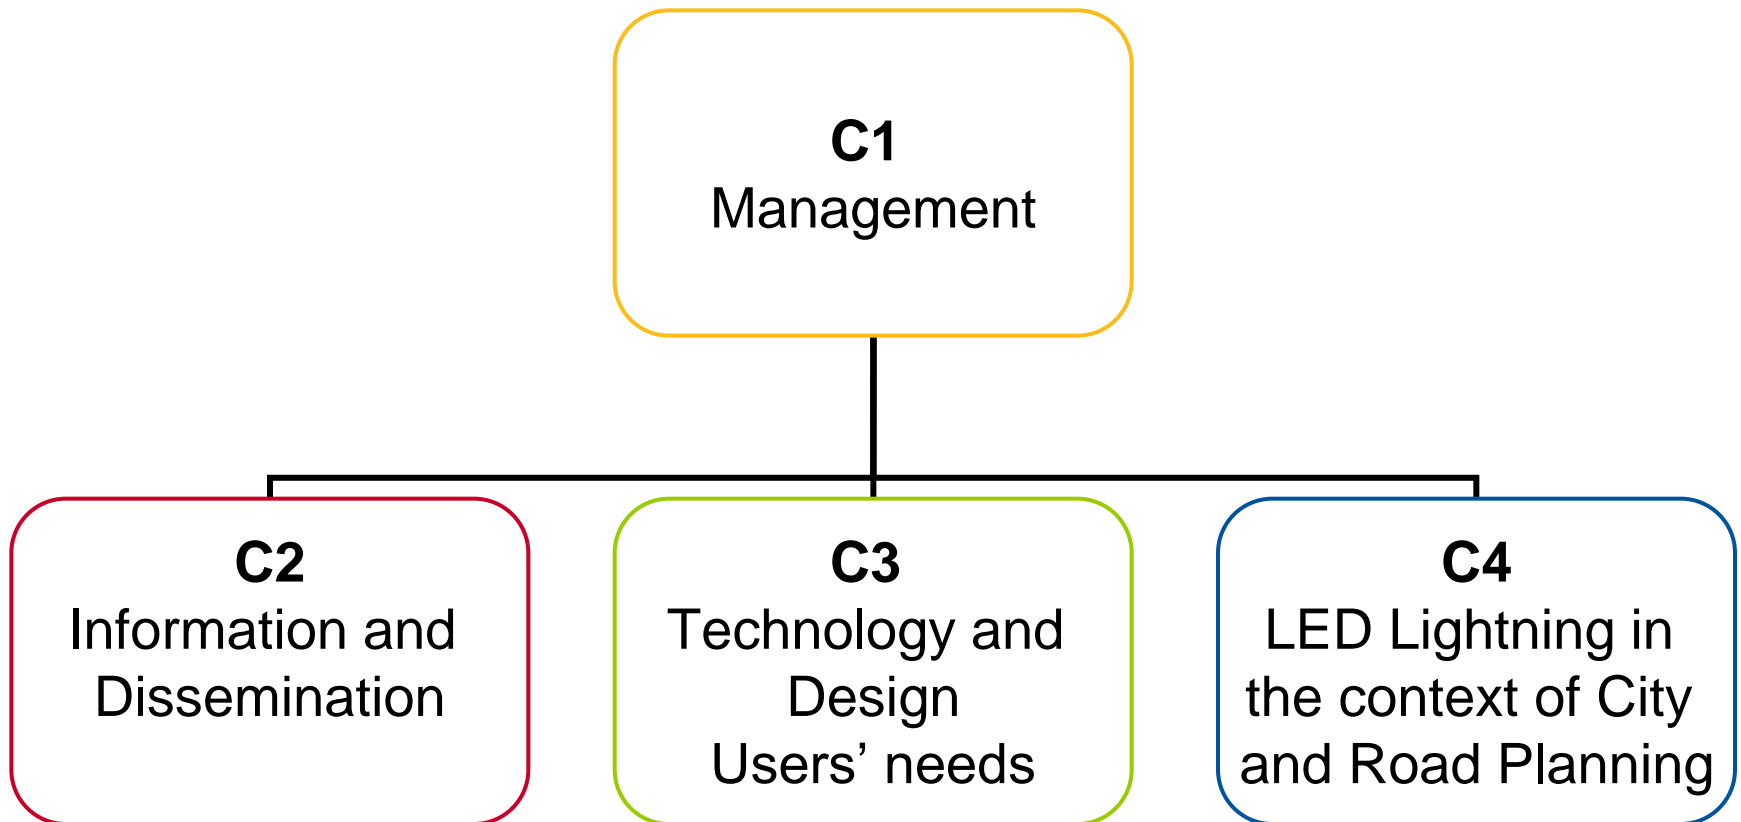 C1
Management
C2
Information and
Dissemination
C3
Technology and
Design
Users’ needs
C4
LED Lightning in
the context of City
and Road Planning